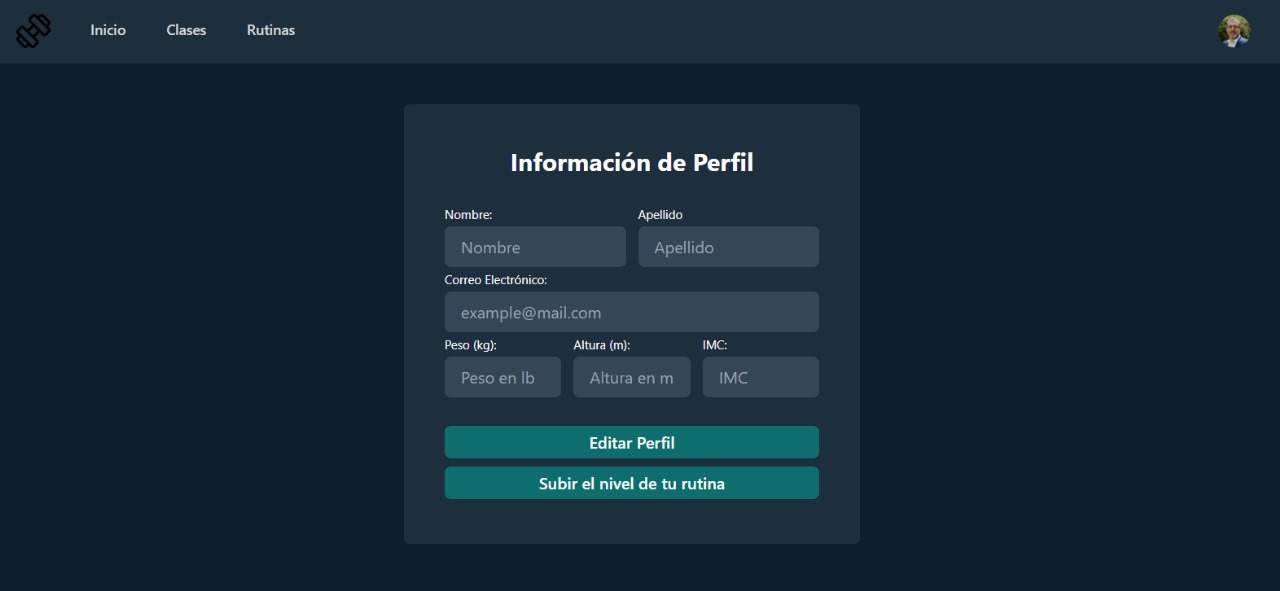 Inicio Clases Rutinas
Información de Perfil
Nombre: Apellido
Nombre Apellido
Correo Electrónico:
example@mail.com
Peso (kg): Altura (m): IMC:
Peso en lb Altura en m IMC
Editar Perfil
Subir el nivel de tu rutina